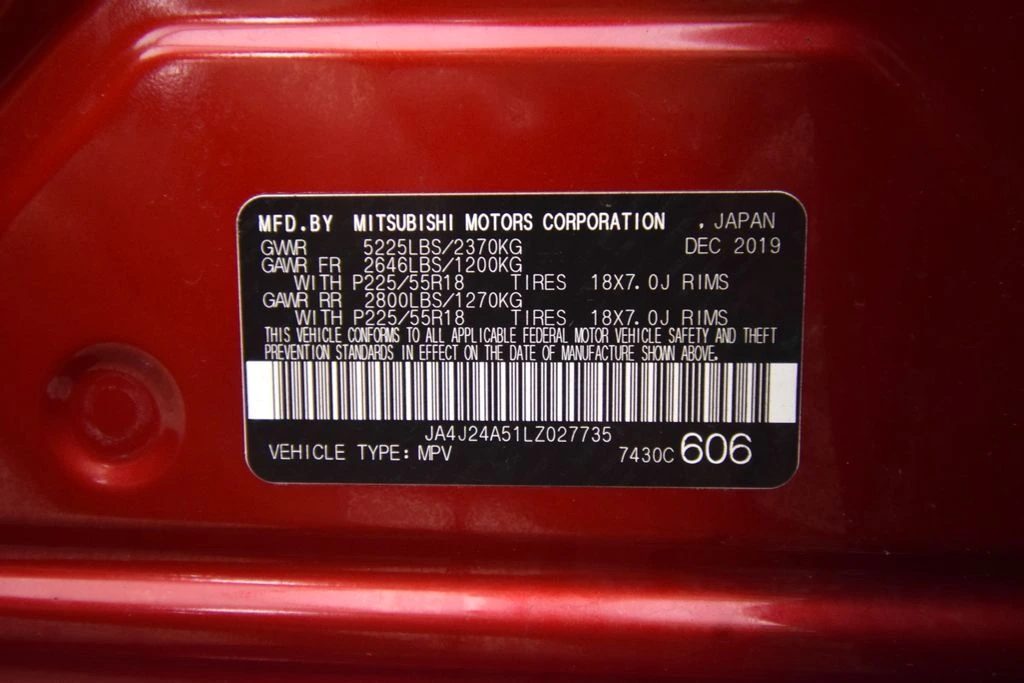 MFD.BY MITSUBISHI MOTORS CORPORATION , JAPAN
GVWR 5225LBS/2370KG DEC 2019
GAWR FR 2646LBS/1200KG
WITH P225/55R18 TIRES 18X7.0J RIMS
GAWR RR 2800LBS/1270KG
WITH P225/55R18 TIRES 18X7.0J RIMS
THIS VEHICLE CONFORMS TO ALL APPLICABLE FEDERAL MOTOR VEHICLE SAFETY AND THEFT
PREVENTION STANDARDS IN EFFECT ON THE DATE OF MANUFACTURE SHOWN ABOVE.
JA4J24A51LZ027735
VEHICLE TYPE: MPV 7430C 606